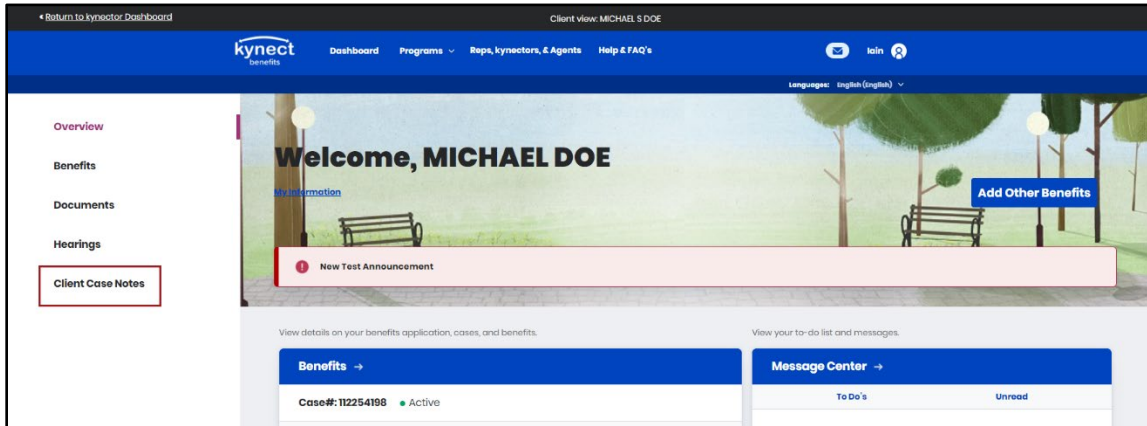 Return to kynector Dashboard
Client view: MICHAEL S DOE
kynect
benefits
Dashboard
Programs
Reps, kynectors, & Agents
Help & FAQ's
Iain
Languages: English (English)
Overview
Benefits
Documents
Hearings
Client Case Notes
Welcome, MICHAEL DOE
My Information
Add Other Benefits
New Test Announcement
View details on your benefits application, cases, and benefits.
Benefits →
Case#: 112254198 • Active
View your to-do list and messages.
Message Center →
To Do's
Unread